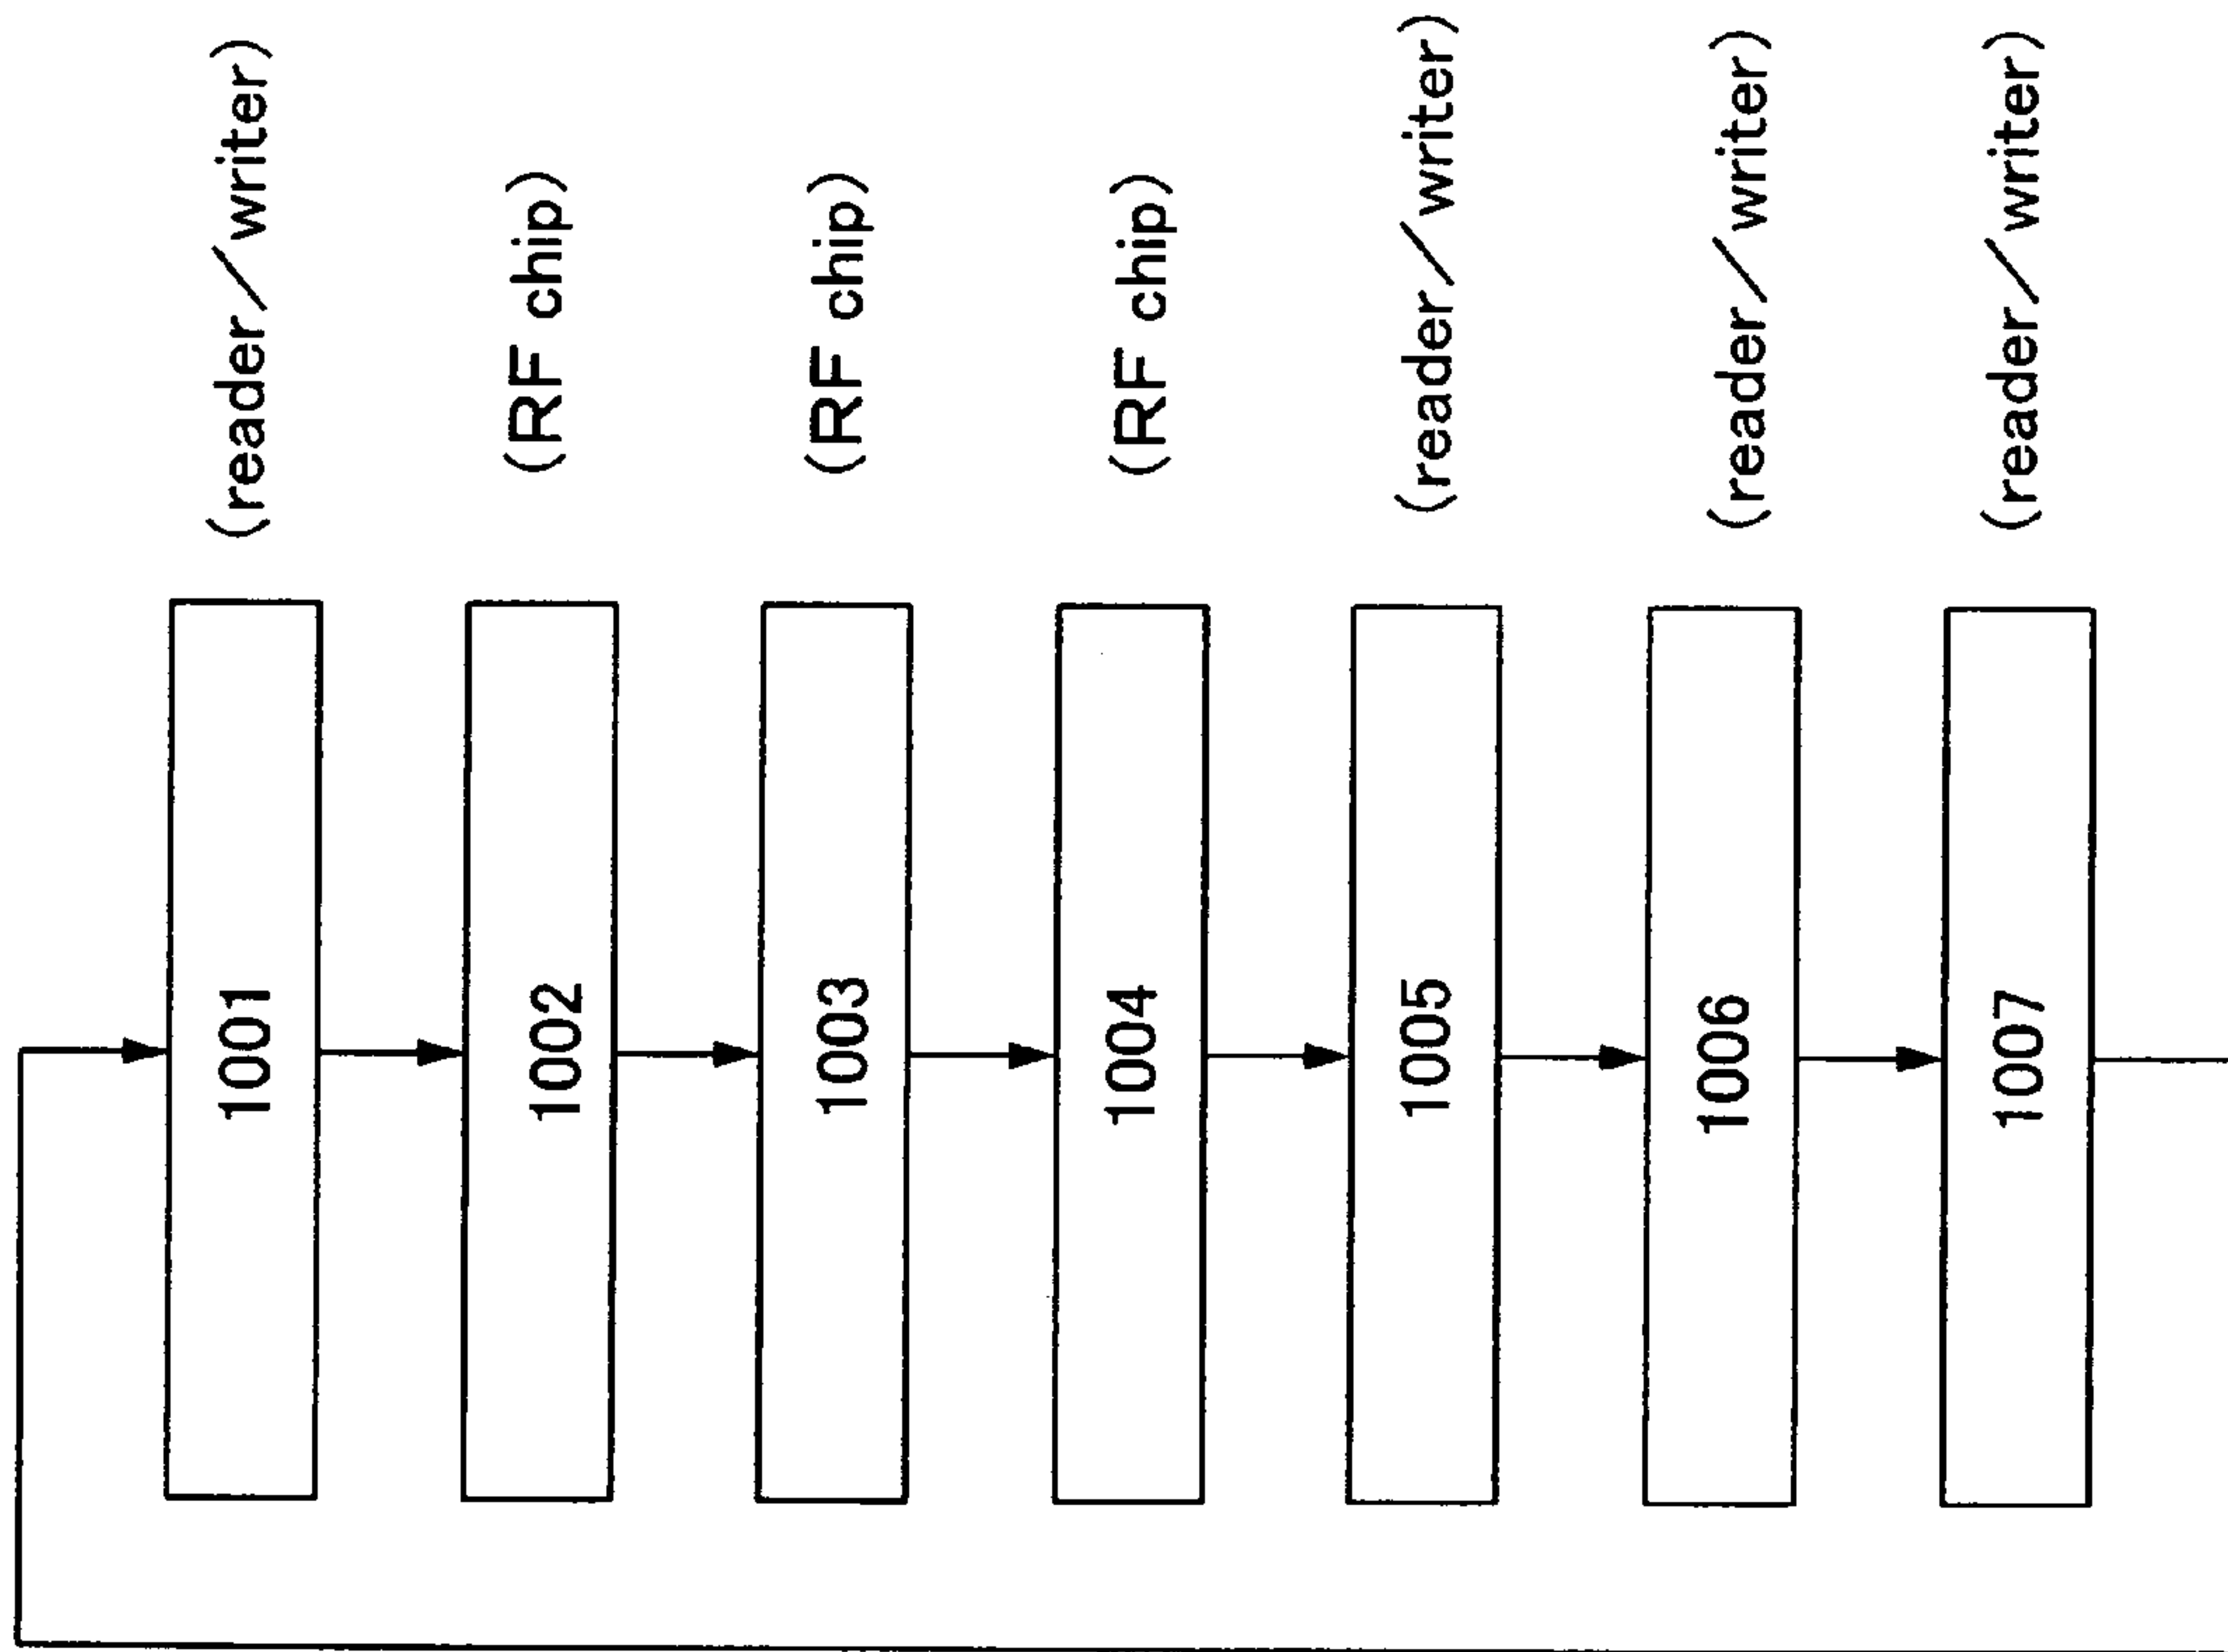 1001 (reader/writer)
1002 (RF chip)
1003 (RF chip)
1004 (RF chip)
1005 (reader/writer)
1006 (reader/writer)
1007 (reader/writer)